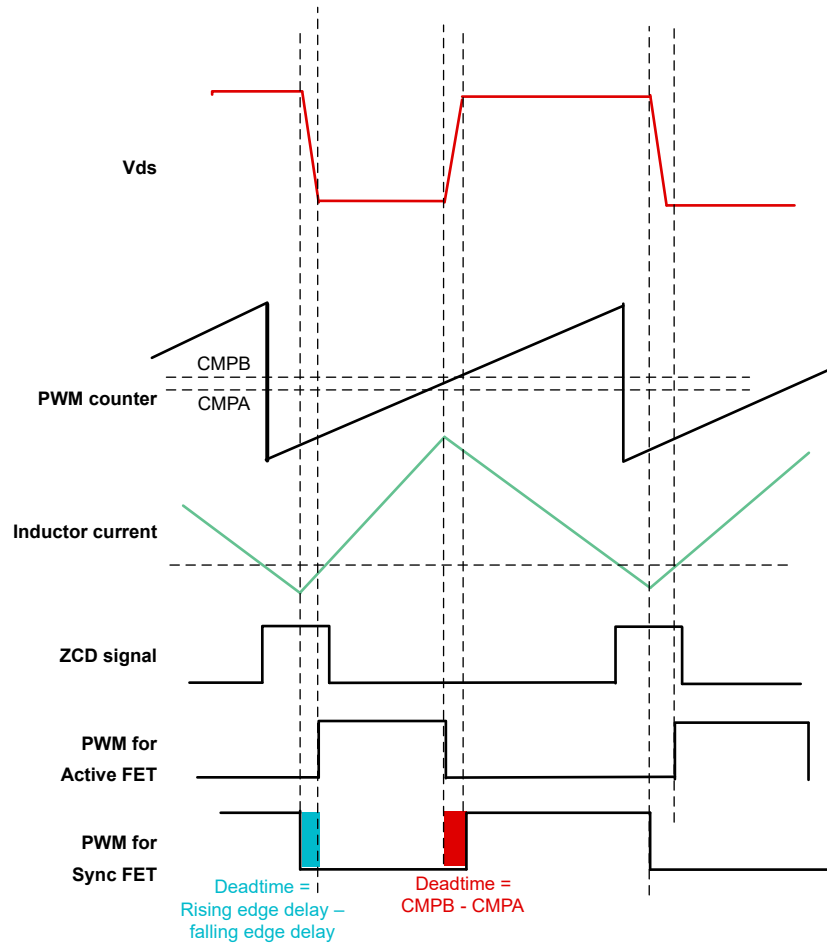 Vds
CMPB
PWM counter
CMPA
Inductor current
ZCD signal
PWM for
Active FET
PWM for
Sync FET
Deadtime =
Rising edge delay –
falling edge delay
Deadtime =
CMPB - CMPA